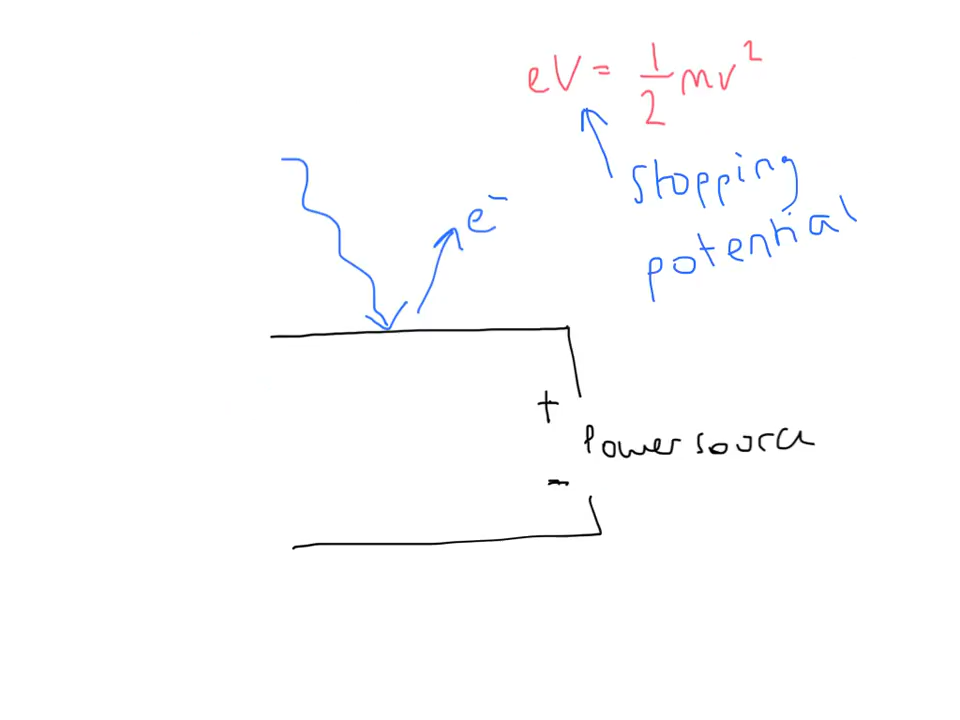 eV = 1/2 mv²
stopping
potential
e⁻
+
Power source
-